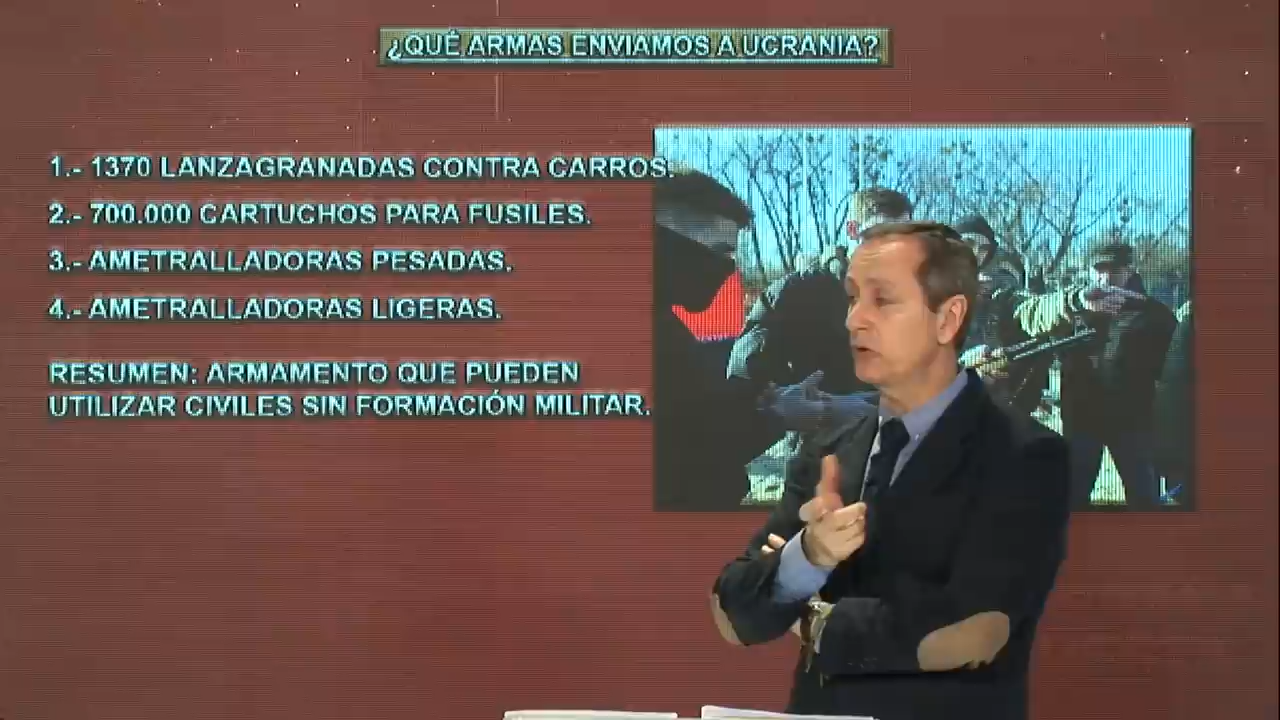 ¿QUÉ ARMAS ENVIAMOS A UCRANIA?
1.- 1370 LANZAGRANADAS CONTRA CARROS.
2.- 700.000 CARTUCHOS PARA FUSILES.
3.- AMETRALLADORAS PESADAS.
4.- AMETRALLADORAS LIGERAS.
RESUMEN: ARMAMENTO QUE PUEDEN
UTILIZAR CIVILES SIN FORMACIÓN MILITAR.